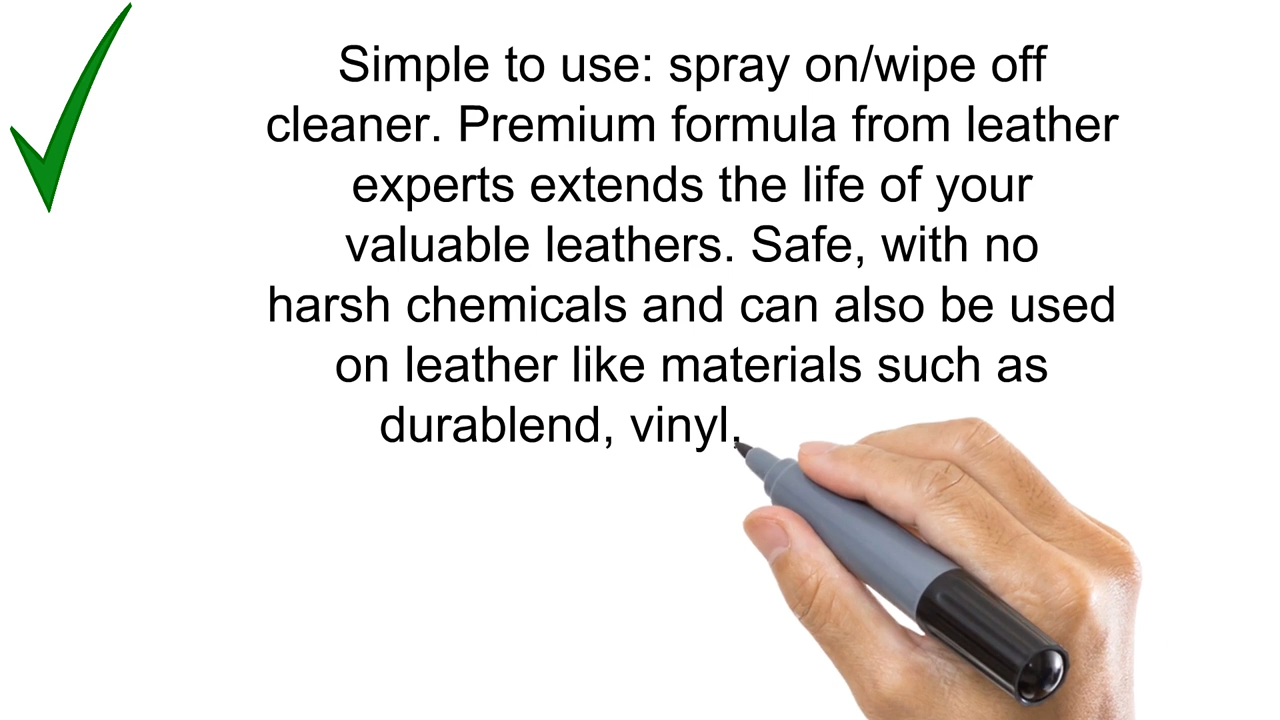 Simple to use: spray on/wipe off
cleaner. Premium formula from leather
experts extends the life of your
valuable leathers. Safe, with no
harsh chemicals and can also be used
on leather like materials such as
durablend, vinyl,